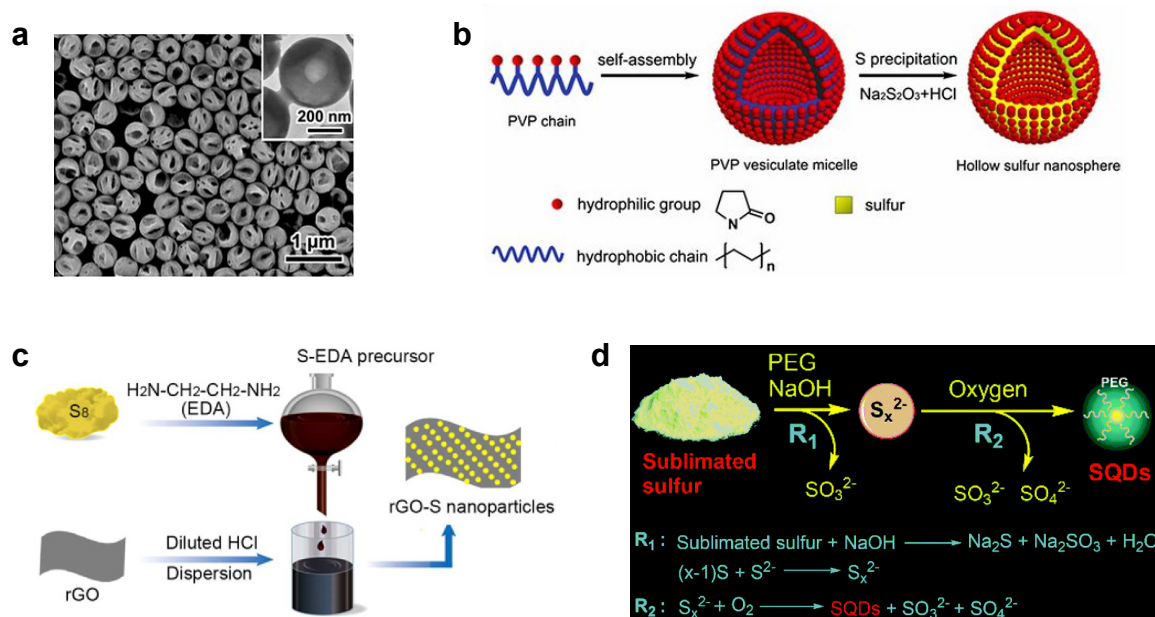 a
200 nm
1 μm
b
self-assembly
PVP chain
S precipitation
Na₂S₂O₃+HCl
PVP vesiculate micelle
Hollow sulfur nanosphere
hydrophilic group
N
O
sulfur
hydrophobic chain
n
c
S-EDA precursor
S₈
H₂N-CH₂-CH₂-NH₂
(EDA)
rGO-S nanoparticles
Diluted HCl
Dispersion
rGO
d
PEG
NaOH
Oxygen
PEG
Sₓ²⁻
R₁
R₂
Sublimated
sulfur
SQDs
SO₃²⁻
SO₃²⁻ SO₄²⁻
R₁ : Sublimated sulfur + NaOH ⟶ Na₂S + Na₂SO₃ + H₂O
(x-1)S + S²⁻ ⟶ Sₓ²⁻
R₂ : Sₓ²⁻ + O₂ ⟶ SQDs + SO₃²⁻ + SO₄²⁻